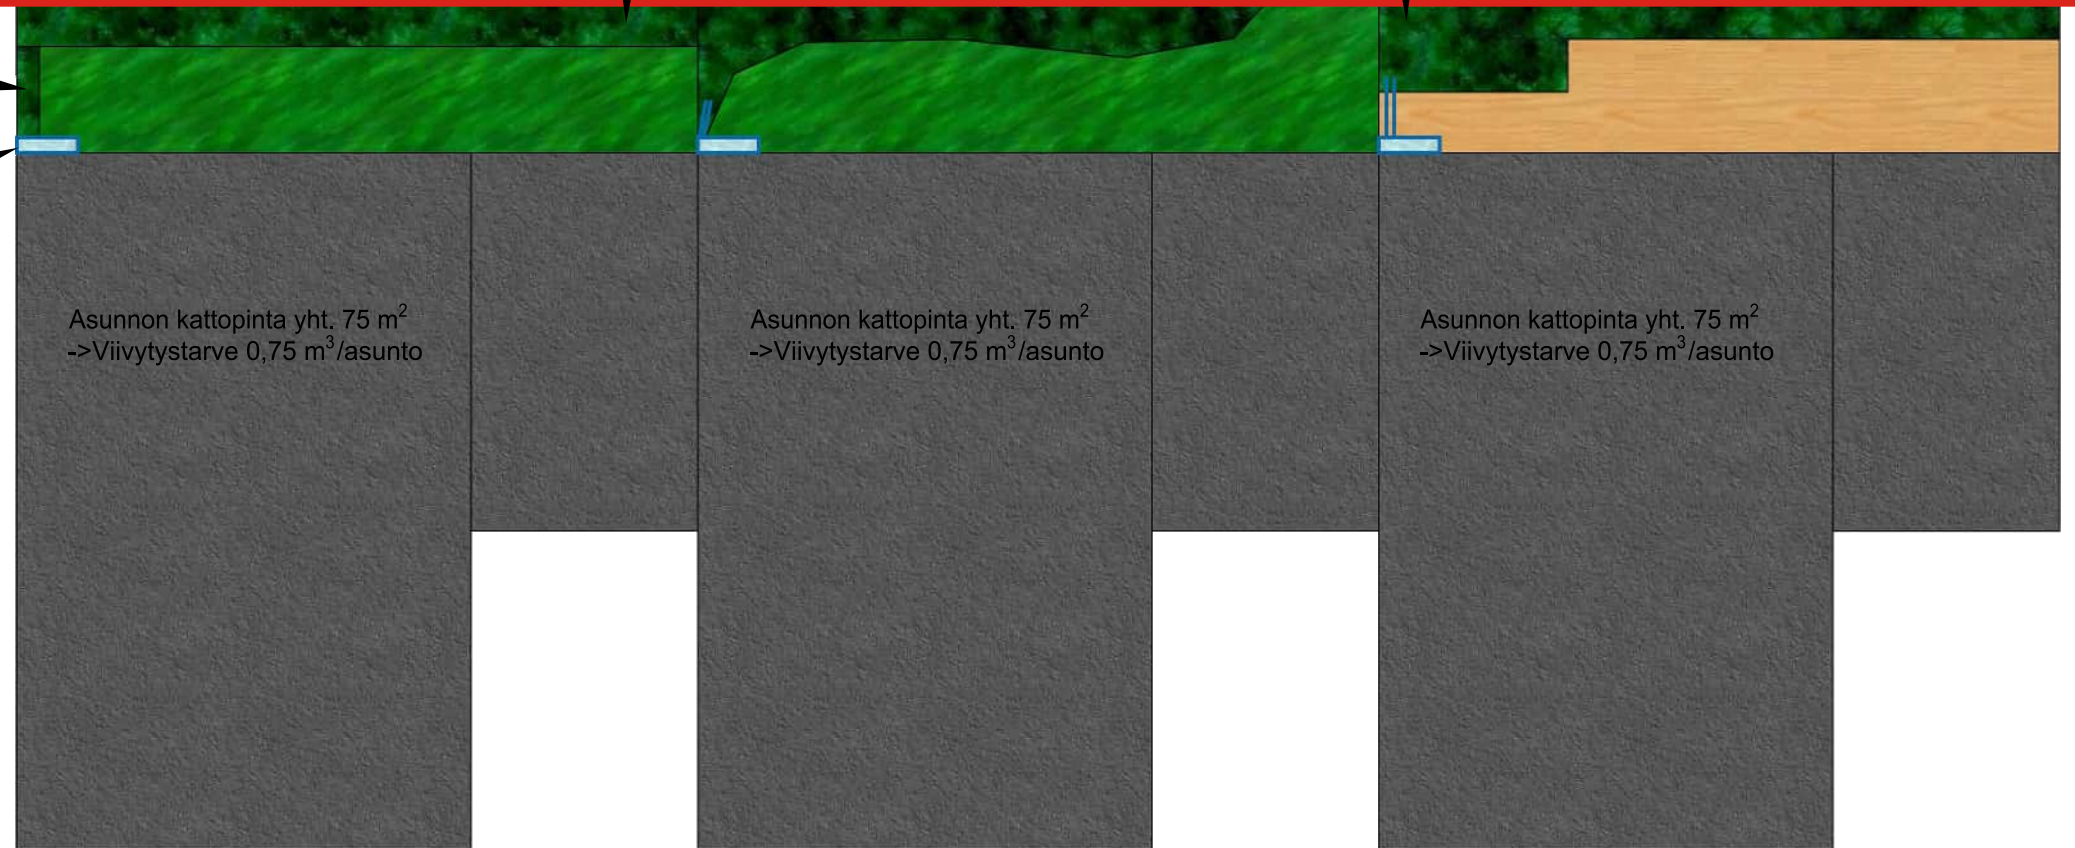 Asunnon kattopinta yht. 75 m²
->Viivytystarve 0,75 m³/asunto
Asunnon kattopinta yht. 75 m²
->Viivytystarve 0,75 m³/asunto
Asunnon kattopinta yht. 75 m²
->Viivytystarve 0,75 m³/asunto